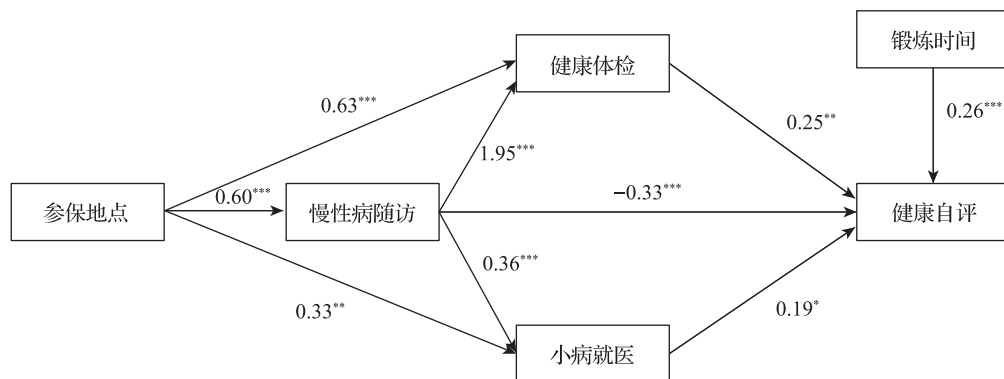 锻炼时间
健康体检
0.63***
0.25**
0.26***
1.95***
参保地点
0.60***
慢性病随访
−0.33***
健康自评
0.36***
0.33**
0.19*
小病就医